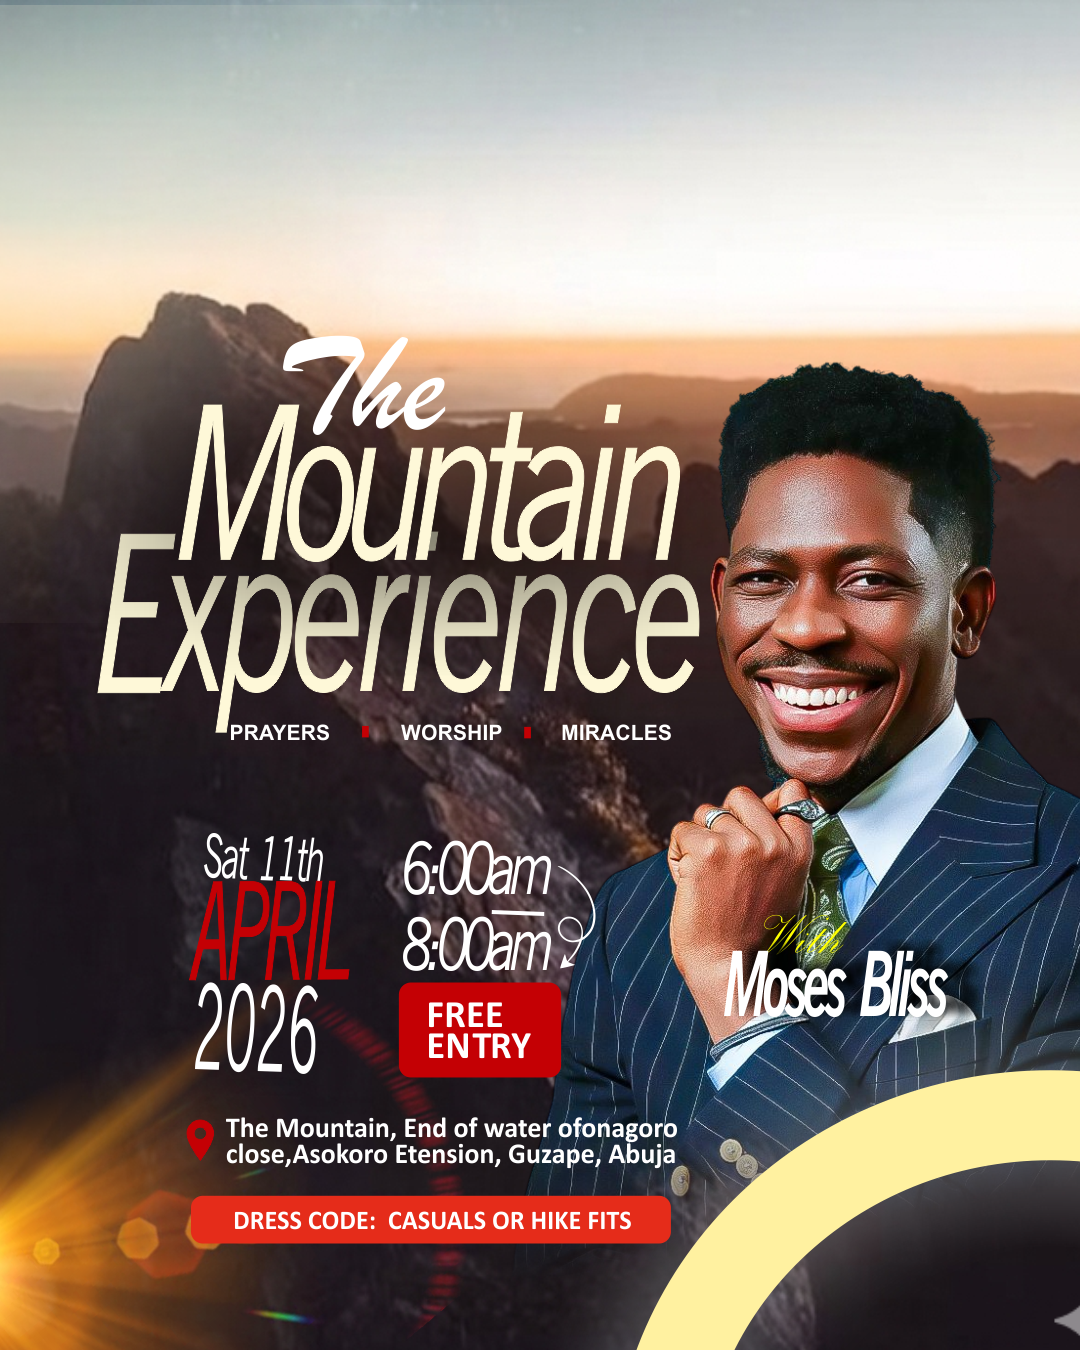 The
Mountain
Experience
PRAYERS WORSHIP MIRACLES
Sat 11th
APRIL
2026
6:00am
8:00am
FREE
ENTRY
With
Moses Bliss
The Mountain, End of water ofonagoro
close,Asokoro Etension, Guzape, Abuja
DRESS CODE: CASUALS OR HIKE FITS